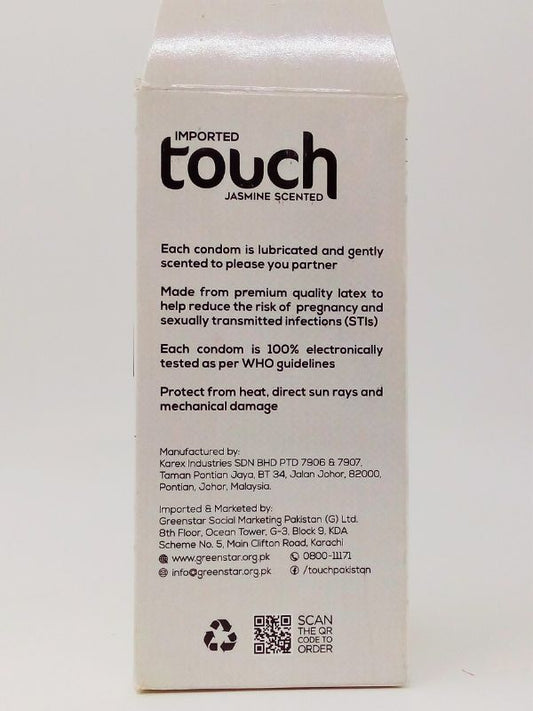 IMPORTED
touch
JASMINE SCENTED
Each condom is lubricated and gently
scented to please you partner
Made from premium quality latex to
help reduce the risk of pregnancy and
sexually transmitted infections (STIs)
Each condom is 100% electronically
tested as per WHO guidelines
Protect from heat, direct sun rays and
mechanical damage
Manufactured by:
Karex Industries SDN BHD PTD 7906 & 7907,
Taman Pontian Jaya, BT 34, Jalan Johor, 82000,
Pontian, Johor, Malaysia.
Imported & Marketed by:
Greenstar Social Marketing Pakistan (G) Ltd.
8th Floor, Ocean Tower, G-3, Block 9, KDA
Scheme No. 5, Main Clifton Road, Karachi
www.greenstar.org.pk 0800-11171
info@greenstar.org.pk /touchpakistan
SCAN
THE QR
CODE TO
ORDER